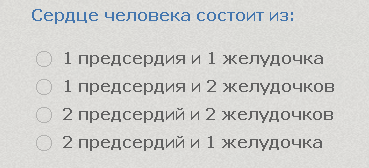 Сердце человека состоит из:
1 предсердия и 1 желудочка
1 предсердия и 2 желудочков
2 предсердий и 2 желудочков
2 предсердий и 1 желудочка